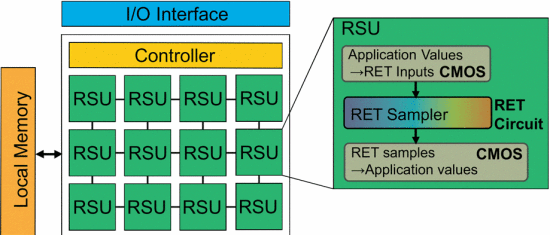 I/O Interface
Controller
Local Memory
RSU RSU RSU RSU
RSU RSU RSU RSU
RSU RSU RSU RSU
RSU
Application Values
→RET Inputs CMOS
RET Sampler
RET
Circuit
RET samples CMOS
→Application values